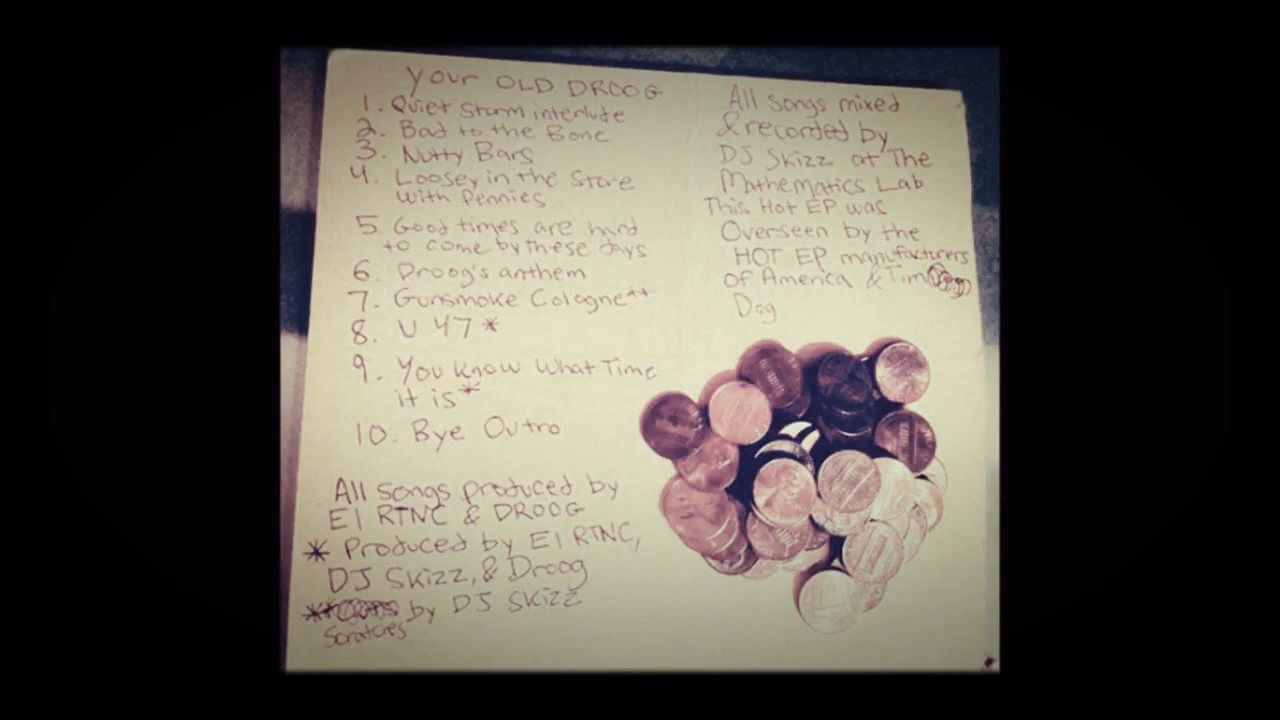 your OLD DROOG
1. Quiet Storm interlude
2. Bad to the Bone
3. Nutty Bars
4. Loosey in the Store
with Pennies
5. Good times are hard
to come by these days
6. Droog's anthem
7. Gunsmoke Cologne**
8. U 47*
9. You Know What Time
it is*
10. Bye Outro
All songs produced by
El RTNC & DROOG
* Produced by El RTNC,
DJ Skizz, & Droog
** by DJ SKIZZ
Scratches
All songs mixed
& recorded by
DJ Skizz at The
Mathematics Lab
This Hot EP was
Overseen by the
HOT EP manufacturers
of America & Tim
Dog